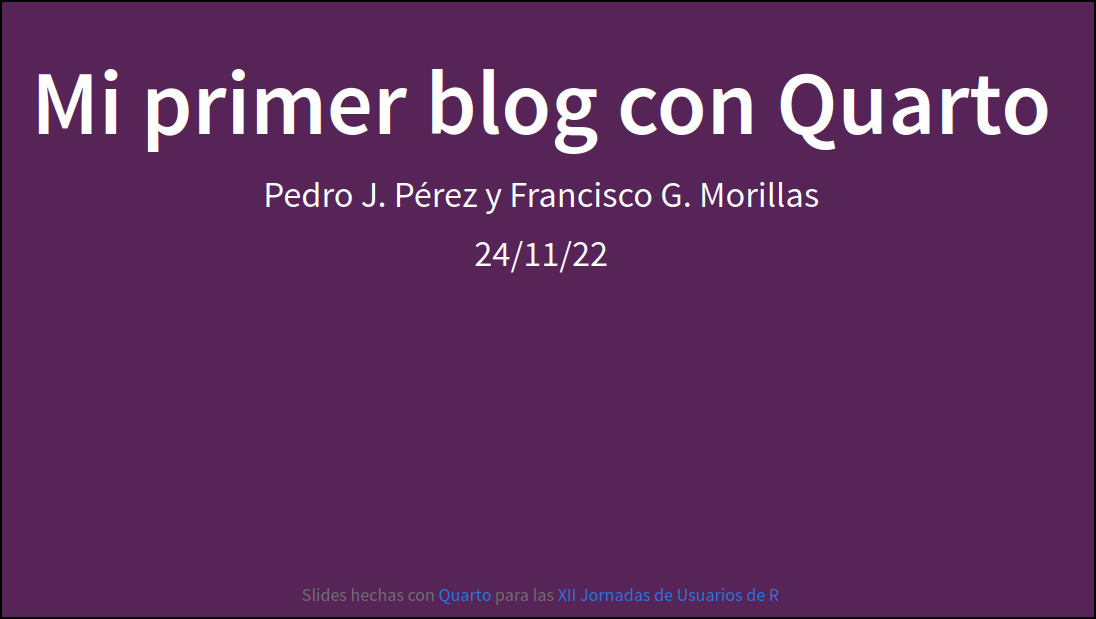 Mi primer blog con Quarto
Pedro J. Pérez y Francisco G. Morillas
24/11/22
Slides hechas con Quarto para las XII Jornadas de Usuarios de R